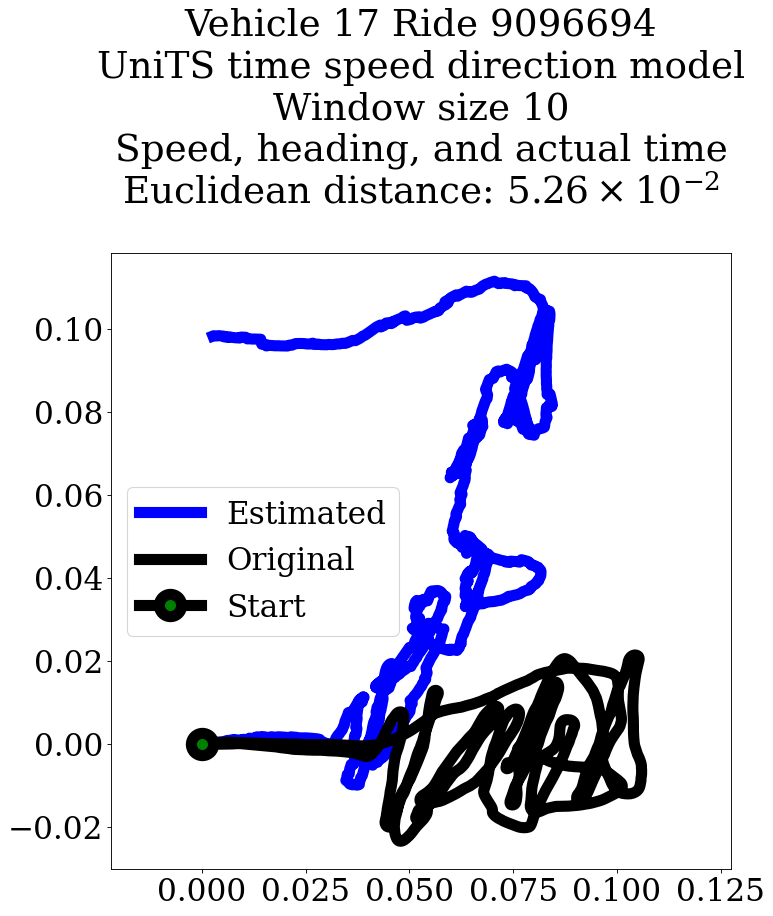 Vehicle 17 Ride 9096694
UniTS time speed direction model
Window size 10
Speed, heading, and actual time
Euclidean distance: 5.26 × 10⁻²
0.10
0.08
0.06
0.04
0.02
0.00
−0.02
Estimated
Original
Start
0.000 0.025 0.050 0.075 0.100 0.125